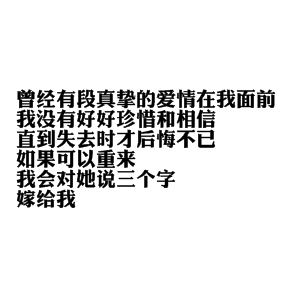 曾经有段真挚的爱情在我面前
我没有好好珍惜和相信
直到失去时才后悔不已
如果可以重来
我会对她说三个字
嫁给我